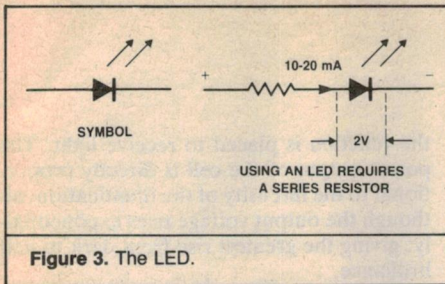 10-20 mA
+
−
SYMBOL
2V
USING AN LED REQUIRES
A SERIES RESISTOR
Figure 3. The LED.